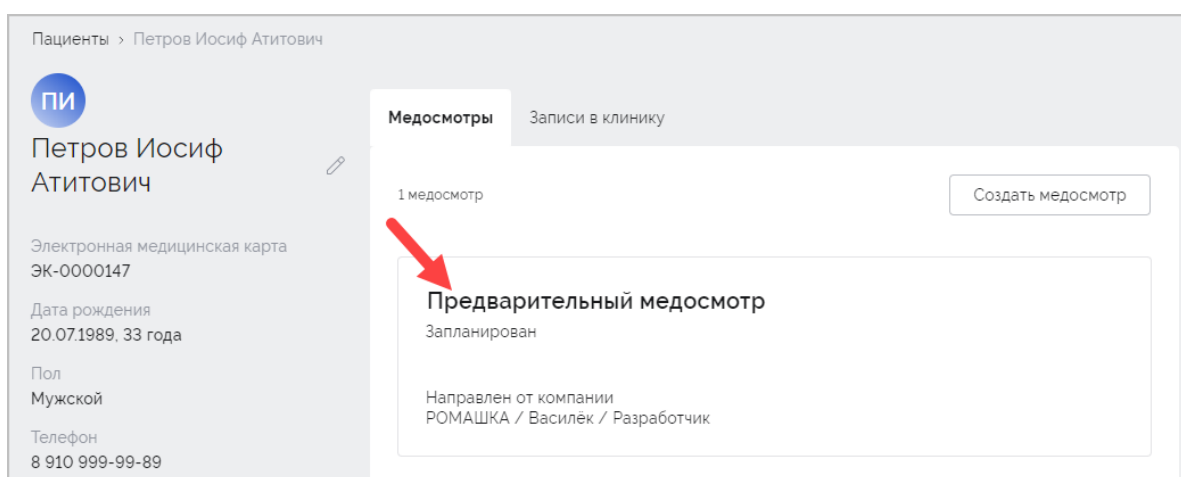 Пациенты > Петров Иосиф Атитович
ПИ
Петров Иосиф
Атитович
Электронная медицинская карта
ЭК-0000147
Дата рождения
20.07.1989, 33 года
Пол
Мужской
Телефон
8 910 999-99-89
Медосмотры
Записи в клинику
1 медосмотр
Создать медосмотр
Предварительный медосмотр
Запланирован
Направлен от компании
РОМАШКА / Василёк / Разработчик